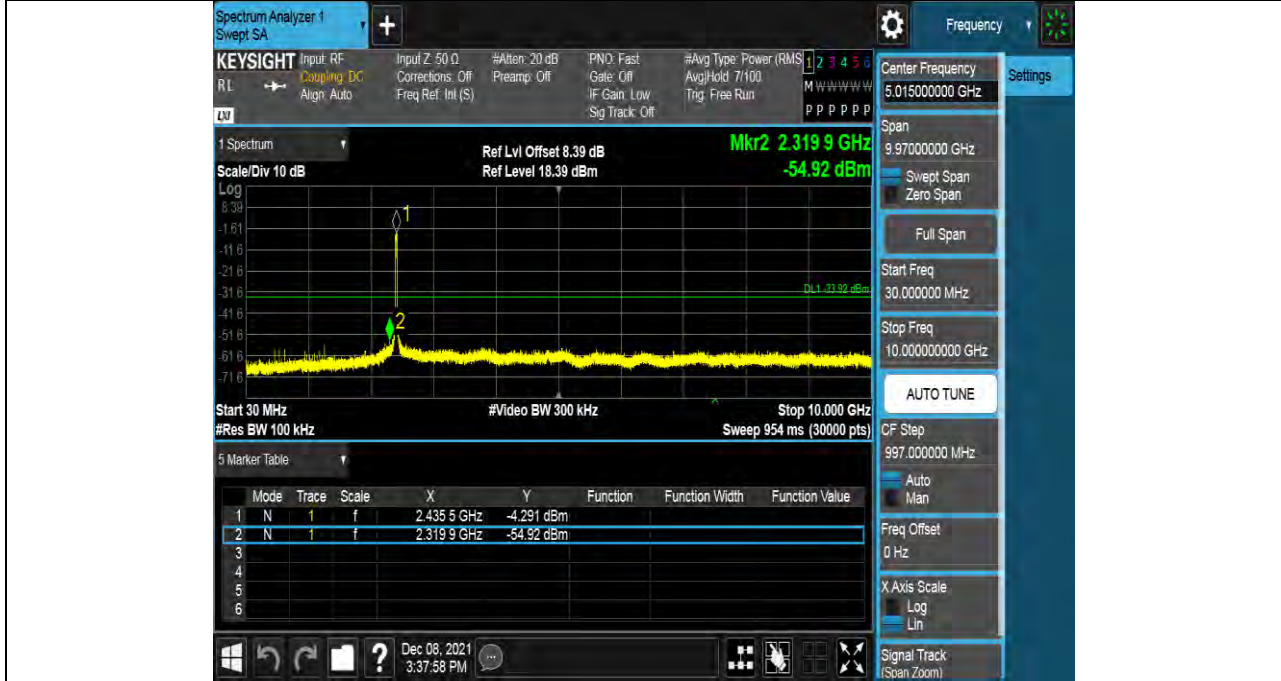 Spectrum Analyzer 1
Swept SA
+
Frequency
KEYSIGHT
RL
LXI
Input: RF
Coupling: DC
Align: Auto
Input Z: 50 Ω
Corrections: Off
Freq Ref: Int (S)
#Atten: 20 dB
Preamp: Off
PNO: Fast
Gate: Off
IF Gain: Low
Sig Track: Off
#Avg Type: Power (RMS
Avg|Hold: 7/100
Trig: Free Run
1 2 3 4 5 6
M W W W W W
P P P P P P
1 Spectrum
Scale/Div 10 dB
Ref Lvl Offset 8.39 dB
Ref Level 18.39 dBm
Mkr2 2.319 9 GHz
-54.92 dBm
Log
8.39
-1.61
-11.6
-21.6
-31.6
-41.6
-51.6
-61.6
-71.6
1
2
DL1 -33.92 dBm
Start 30 MHz
#Video BW 300 kHz
Stop 10.000 GHz
#Res BW 100 kHz
Sweep 954 ms (30000 pts)
5 Marker Table
Mode Trace Scale X Y Function Function Width Function Value
1 N 1 f 2.435 5 GHz -4.291 dBm
2 N 1 f 2.319 9 GHz -54.92 dBm
3
4
5
6
?
Dec 08, 2021
3:37:58 PM
Center Frequency
5.015000000 GHz
Settings
Span
9.97000000 GHz
Swept Span
Zero Span
Full Span
Start Freq
30.000000 MHz
Stop Freq
10.000000000 GHz
AUTO TUNE
CF Step
997.000000 MHz
Auto
Man
Freq Offset
0 Hz
X Axis Scale
Log
Lin
Signal Track
(Span Zoom)